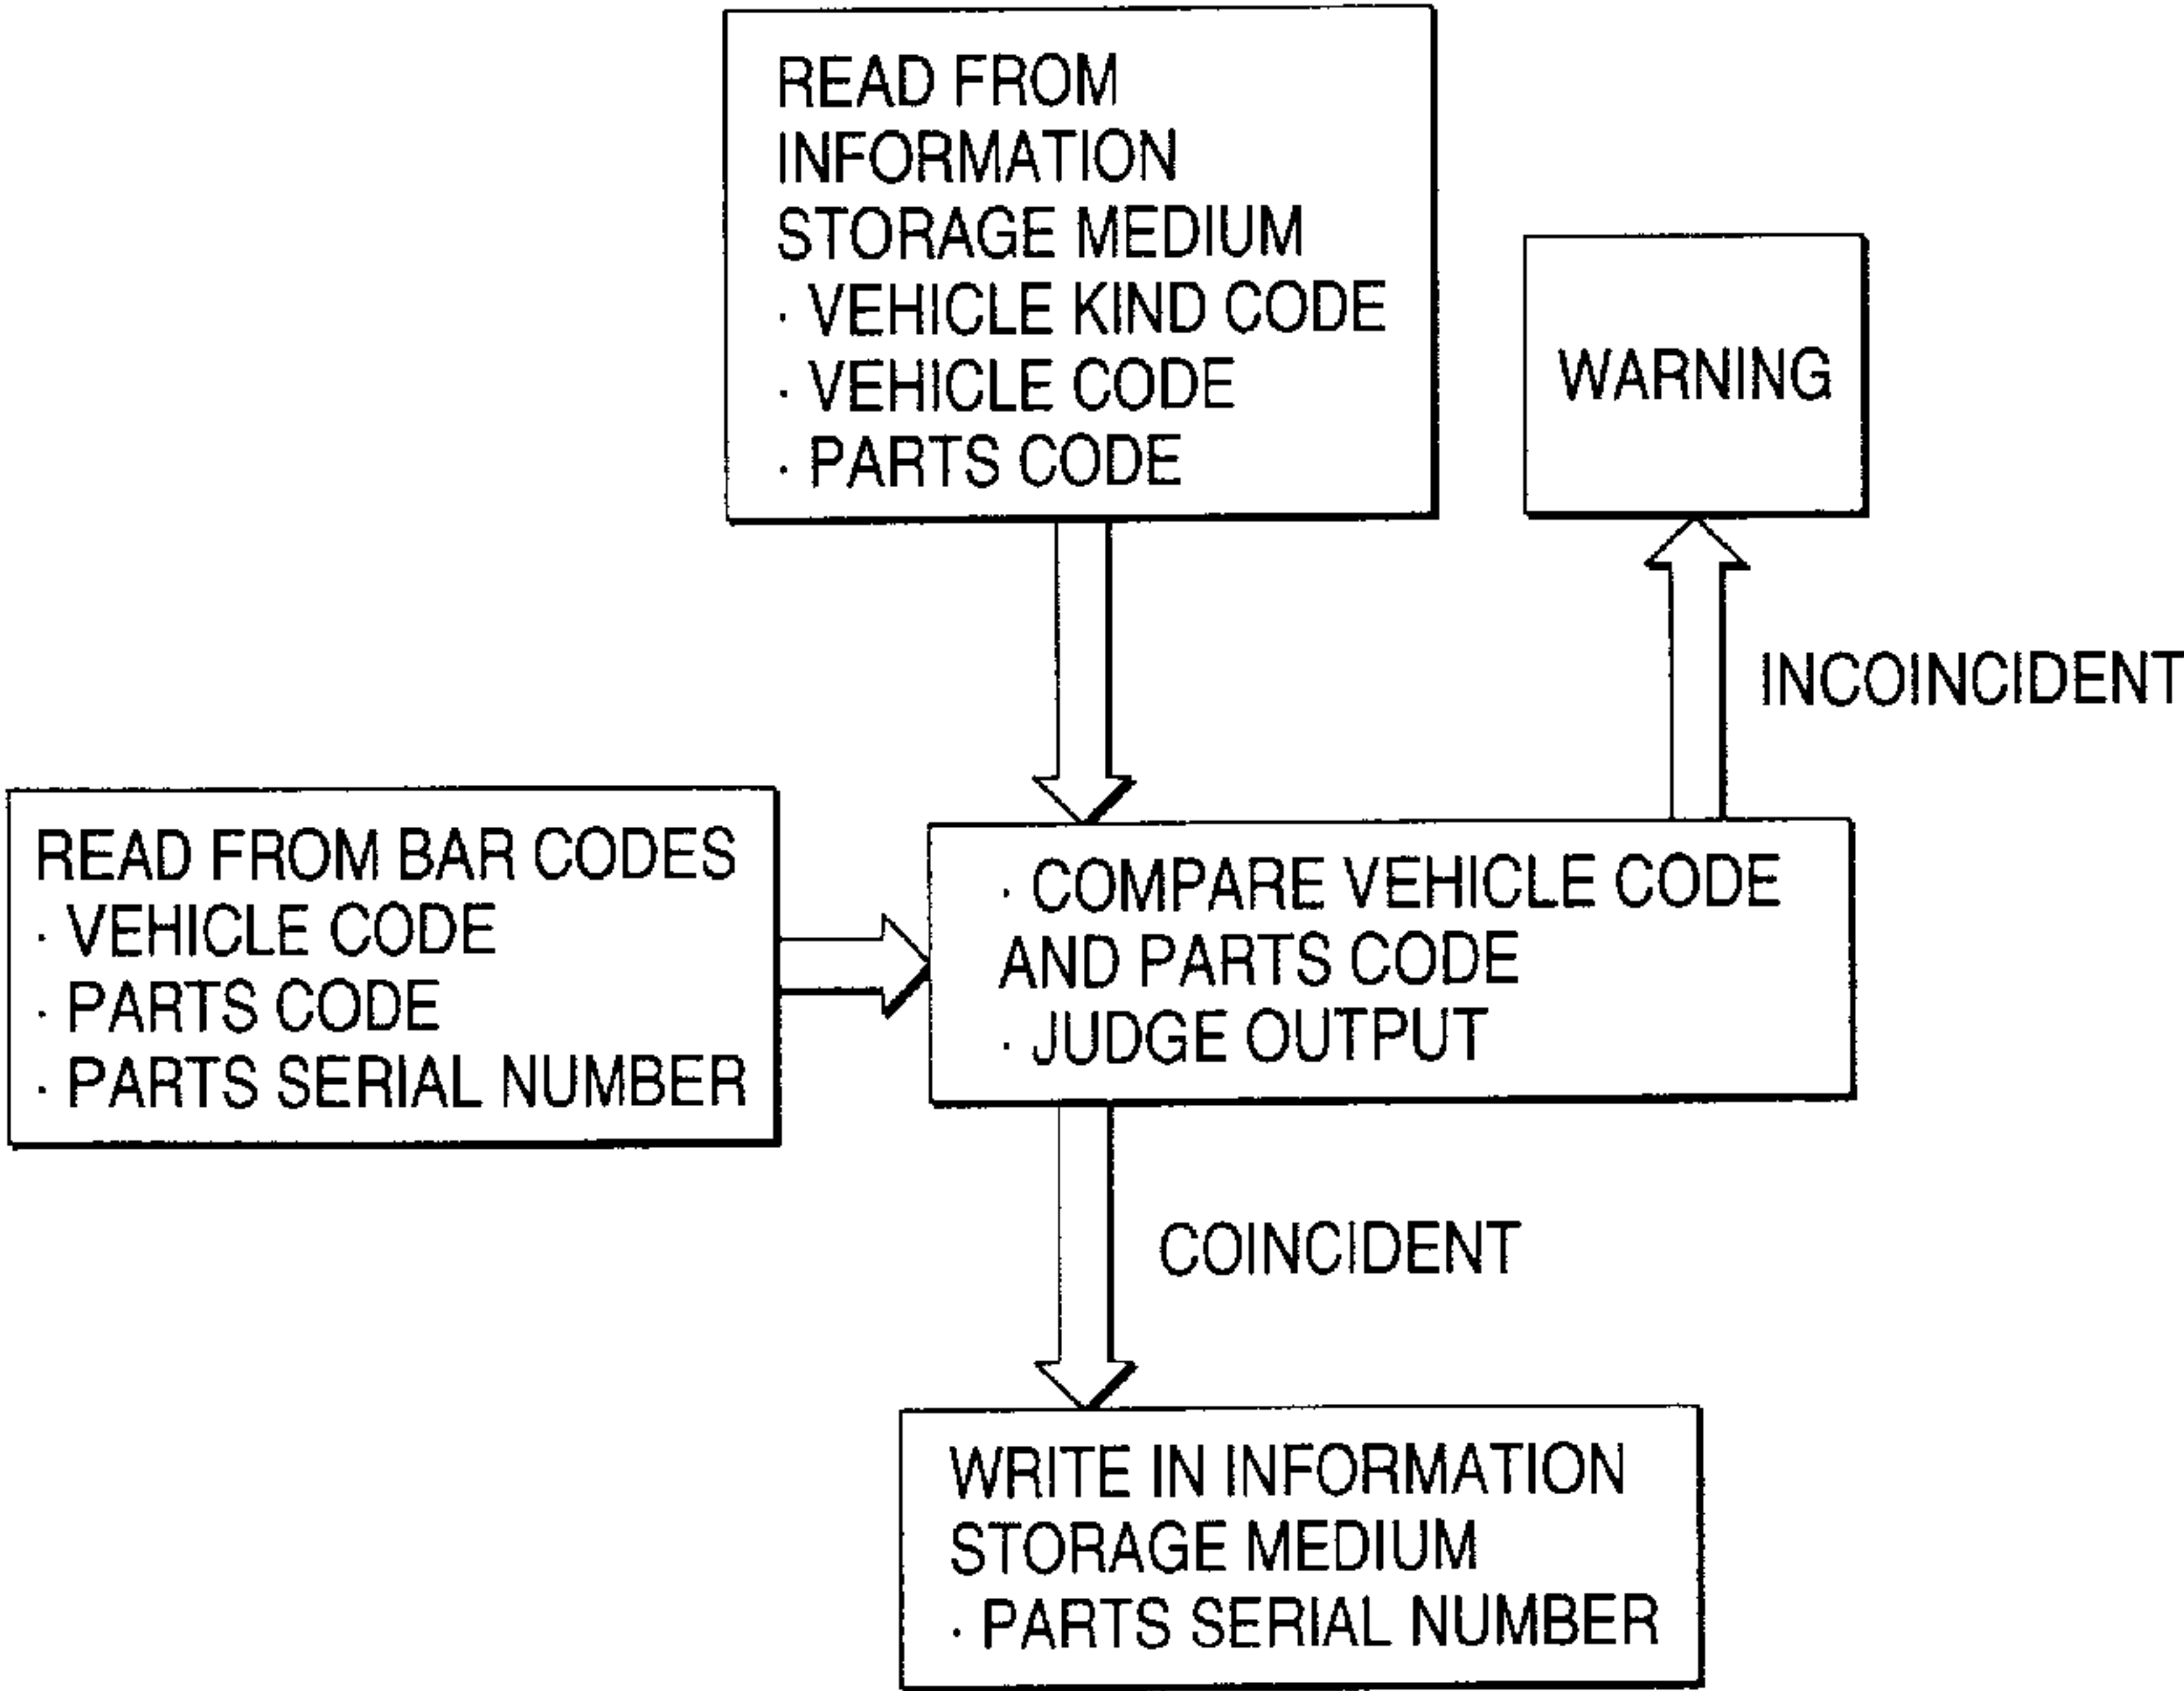 READ FROM
INFORMATION
STORAGE MEDIUM
· VEHICLE KIND CODE
· VEHICLE CODE
· PARTS CODE
WARNING
INCOINCIDENT
READ FROM BAR CODES
· VEHICLE CODE
· PARTS CODE
· PARTS SERIAL NUMBER
· COMPARE VEHICLE CODE
AND PARTS CODE
· JUDGE OUTPUT
COINCIDENT
WRITE IN INFORMATION
STORAGE MEDIUM
· PARTS SERIAL NUMBER